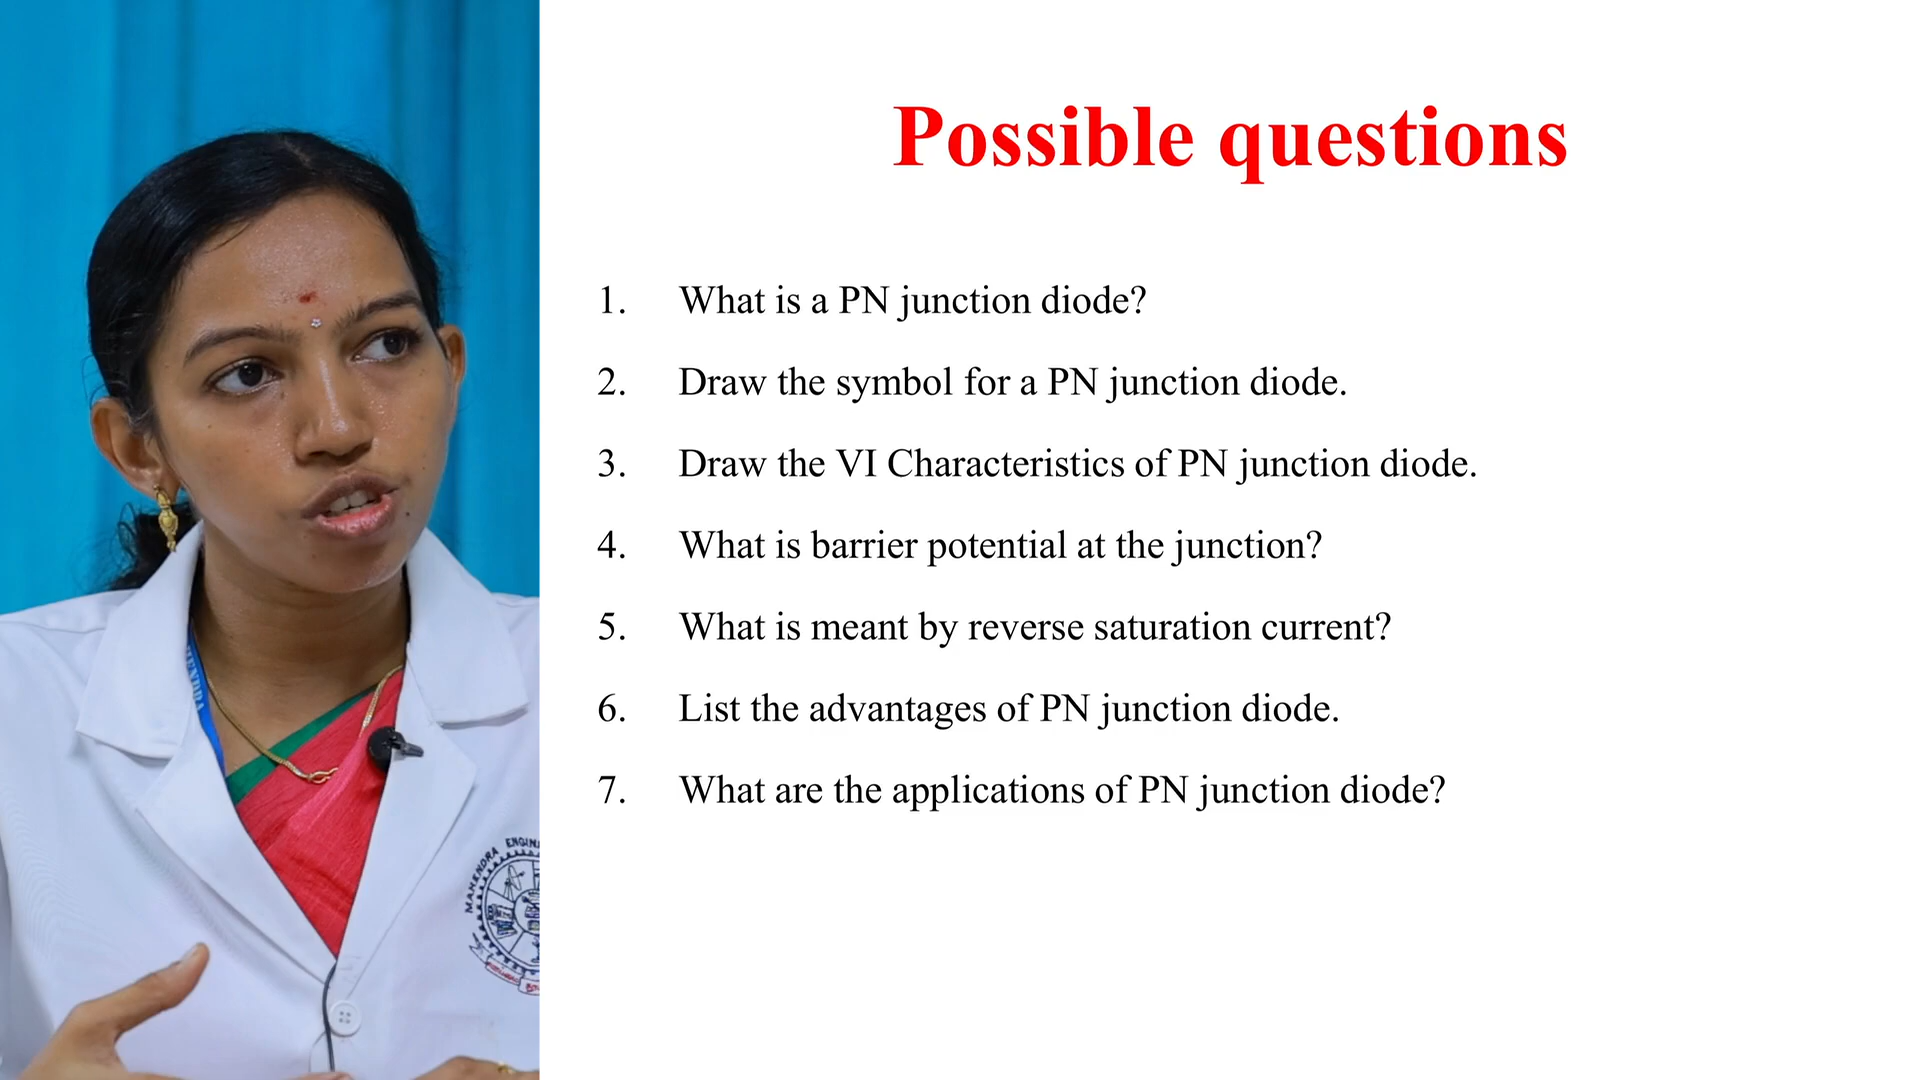 Possible questions
1. What is a PN junction diode?
2. Draw the symbol for a PN junction diode.
3. Draw the VI Characteristics of PN junction diode.
4. What is barrier potential at the junction?
5. What is meant by reverse saturation current?
6. List the advantages of PN junction diode.
7. What are the applications of PN junction diode?
MAHENDRA